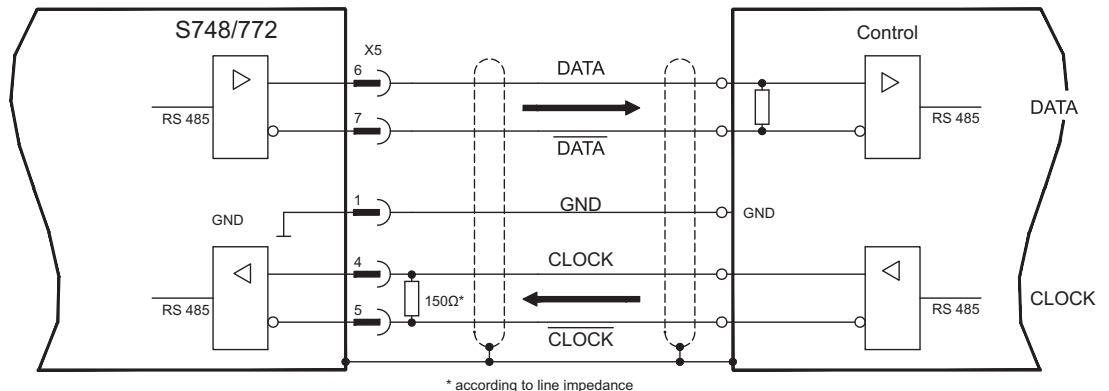 S748/772
X5
Control
6
DATA
RS 485
7
DATA
RS 485
DATA
1
GND
GND
GND
4
CLOCK
RS 485
5
150Ω*
CLOCK
RS 485
CLOCK
* according to line impedance